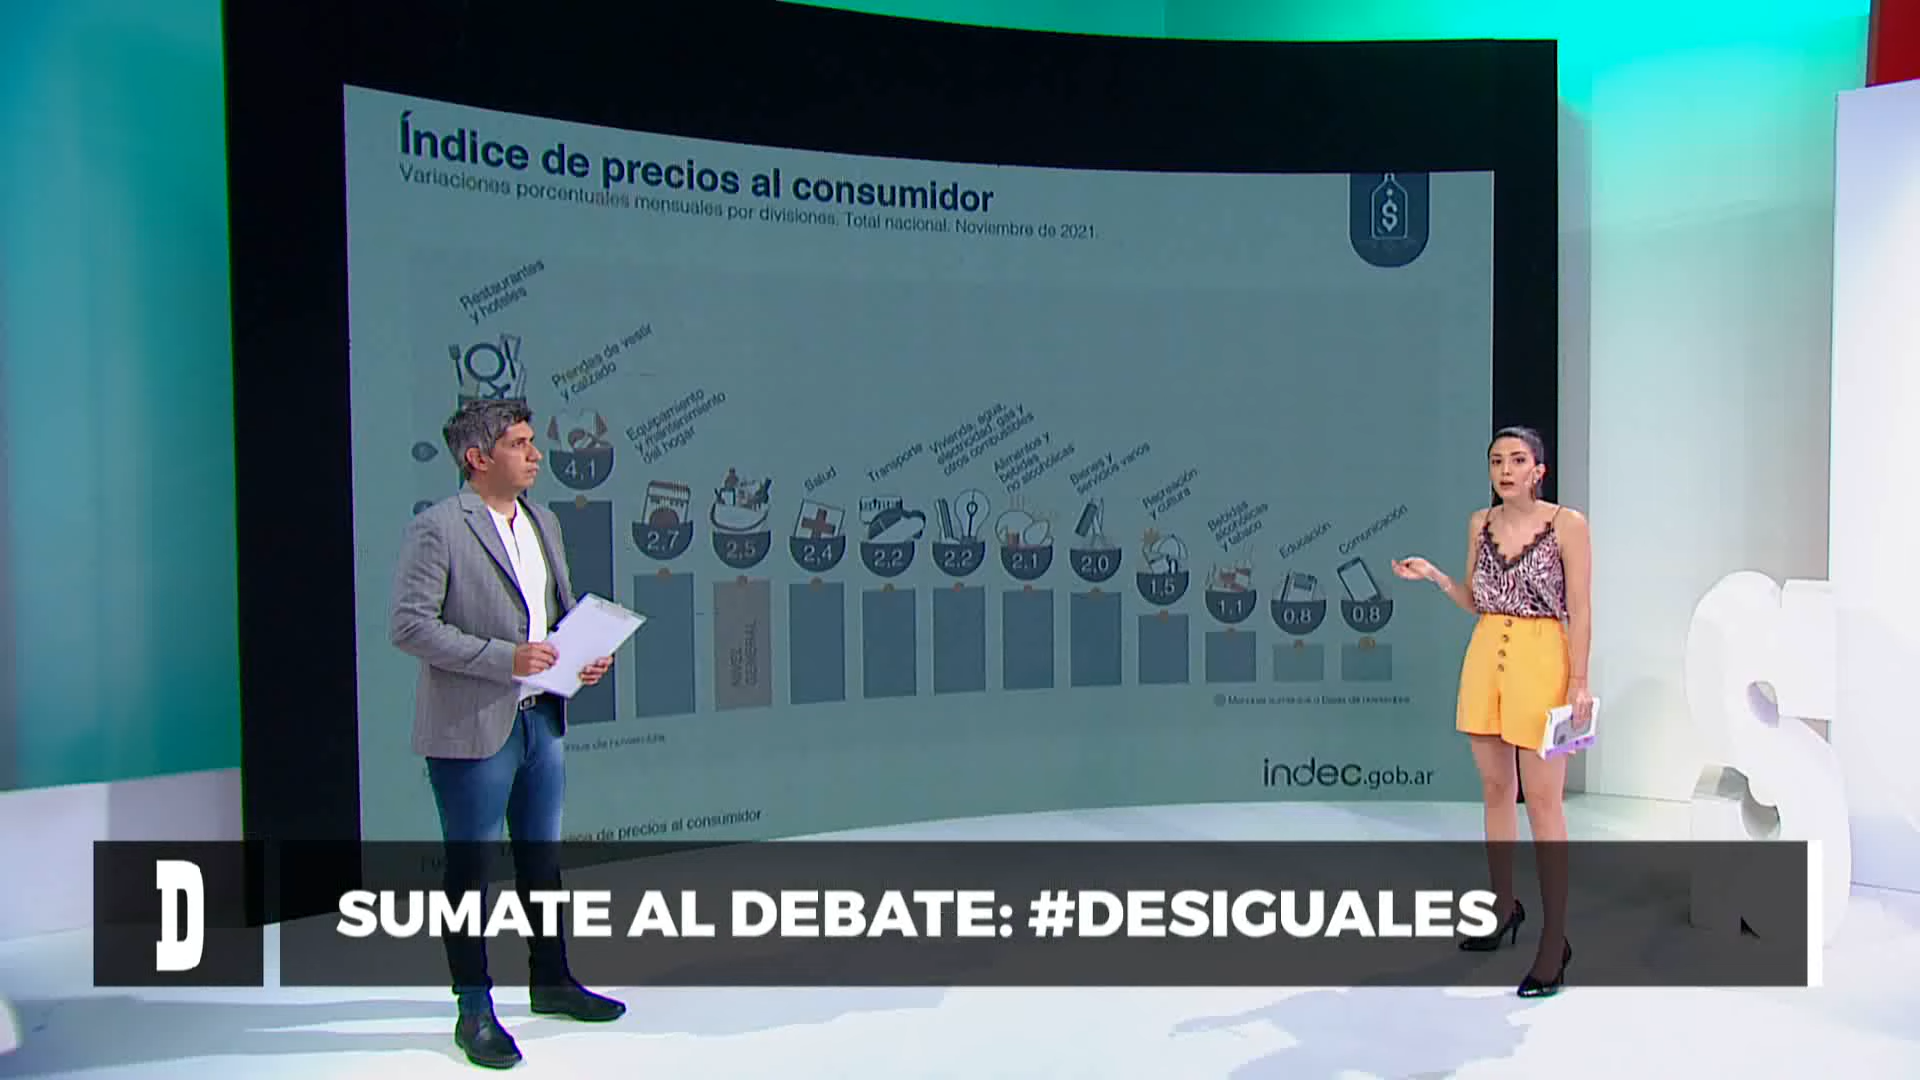 Índice de precios al consumidor
Variaciones porcentuales mensuales por divisiones. Total nacional. Noviembre de 2021.
$
Restaurantes
y hoteles
Prendas de vestir
y calzado
4,1
Equipamiento
y mantenimiento
del hogar
2,7
2,5
NIVEL
GENERAL
Salud
2,4
Transporte
2,2
Vivienda, agua,
electricidad, gas y
otros combustibles
2,2
Alimentos y
bebidas
no alcohólicas
2,1
Bienes y
servicios varios
2,0
Recreación
y cultura
1,5
Bebidas
alcohólicas
y tabaco
1,1
Educación
0,8
Comunicación
0,8
indec.gob.ar
de precios al consumidor
D
SUMATE AL DEBATE: #DESIGUALES
S